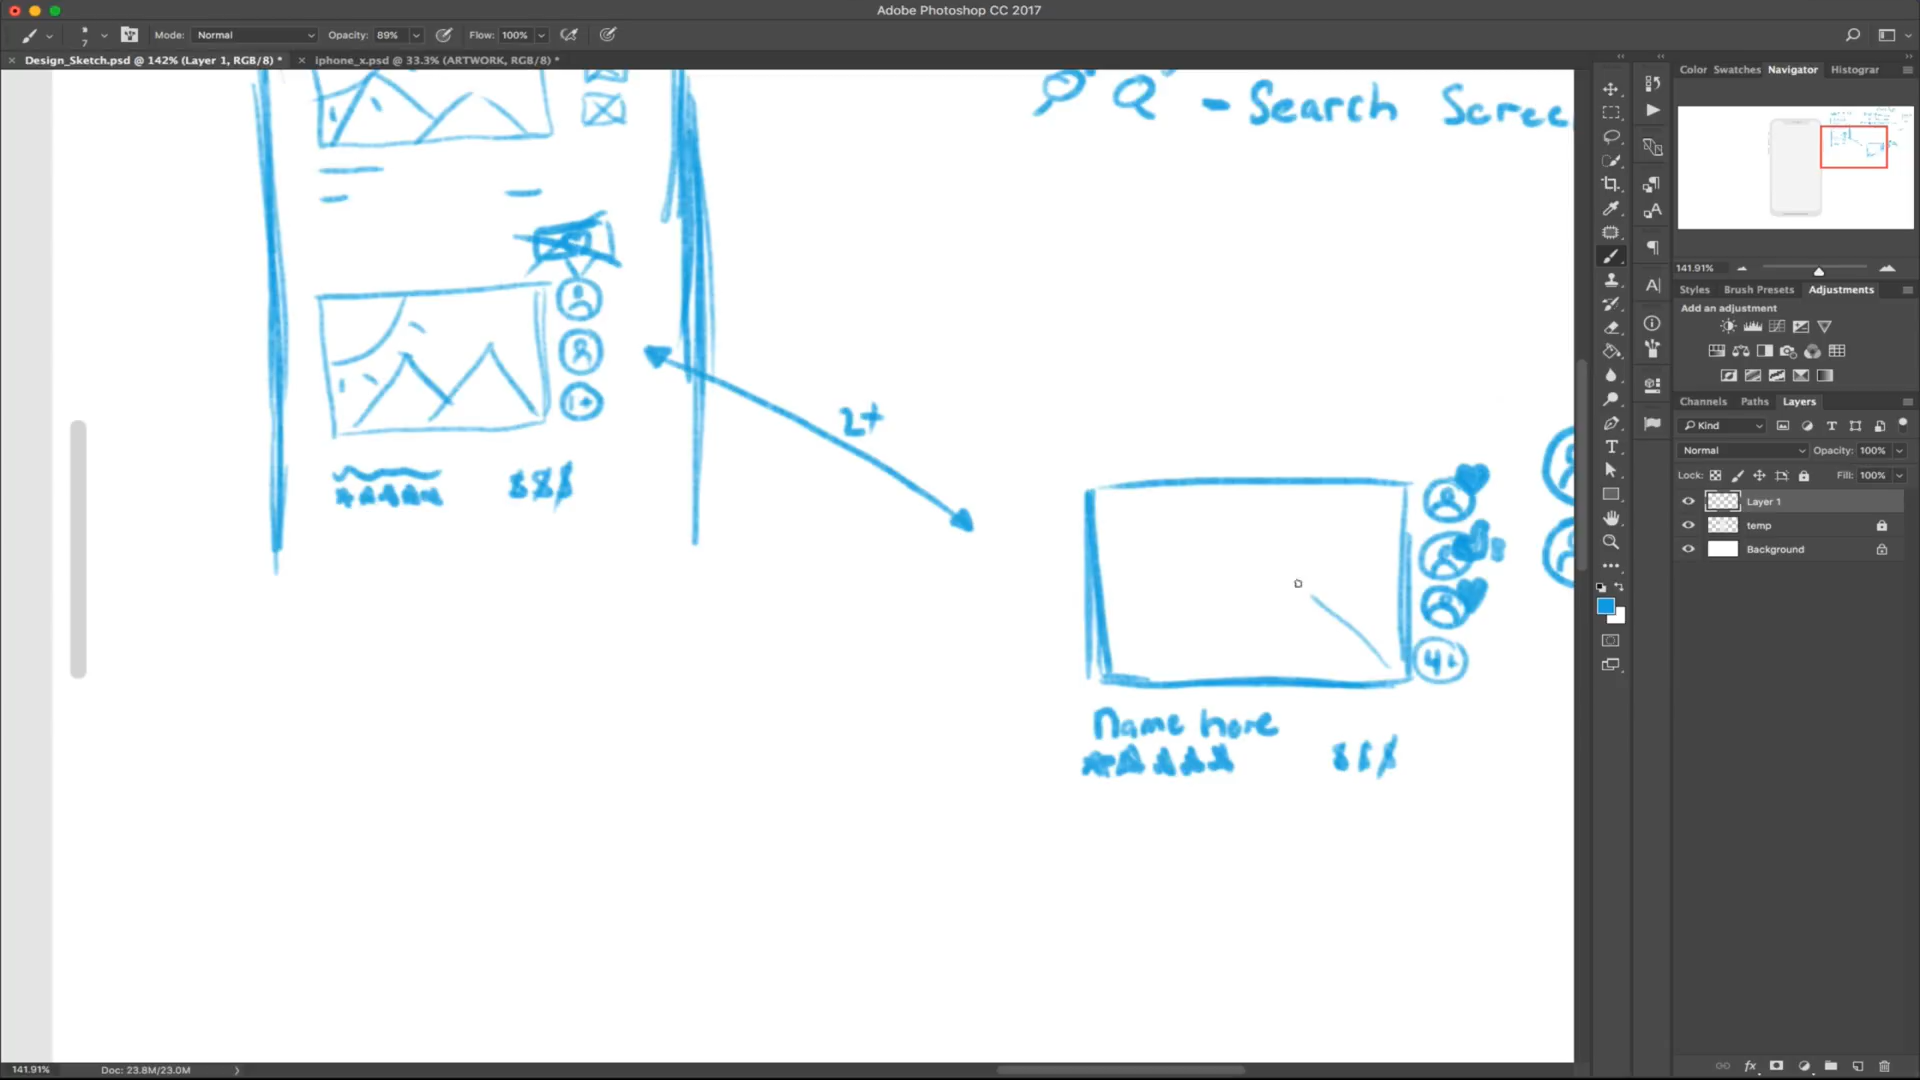 Adobe Photoshop CC 2017
7 Mode: Normal Opacity: 89% Flow: 100%
Design_Sketch.psd @ 142% (Layer 1, RGB/8) * iphone_x.psd @ 33.3% (ARTWORK, RGB/8) *
Color Swatches Navigator Histogram
- Search Scree
141.91%
Styles Brush Presets Adjustments
Add an adjustment
Channels Paths Layers
Kind
Normal Opacity: 100%
Lock: Fill: 100%
Layer 1
temp
Background
2+
1+
$$$
4+
Name here
$$$
141.91% Doc: 23.8M/23.0M